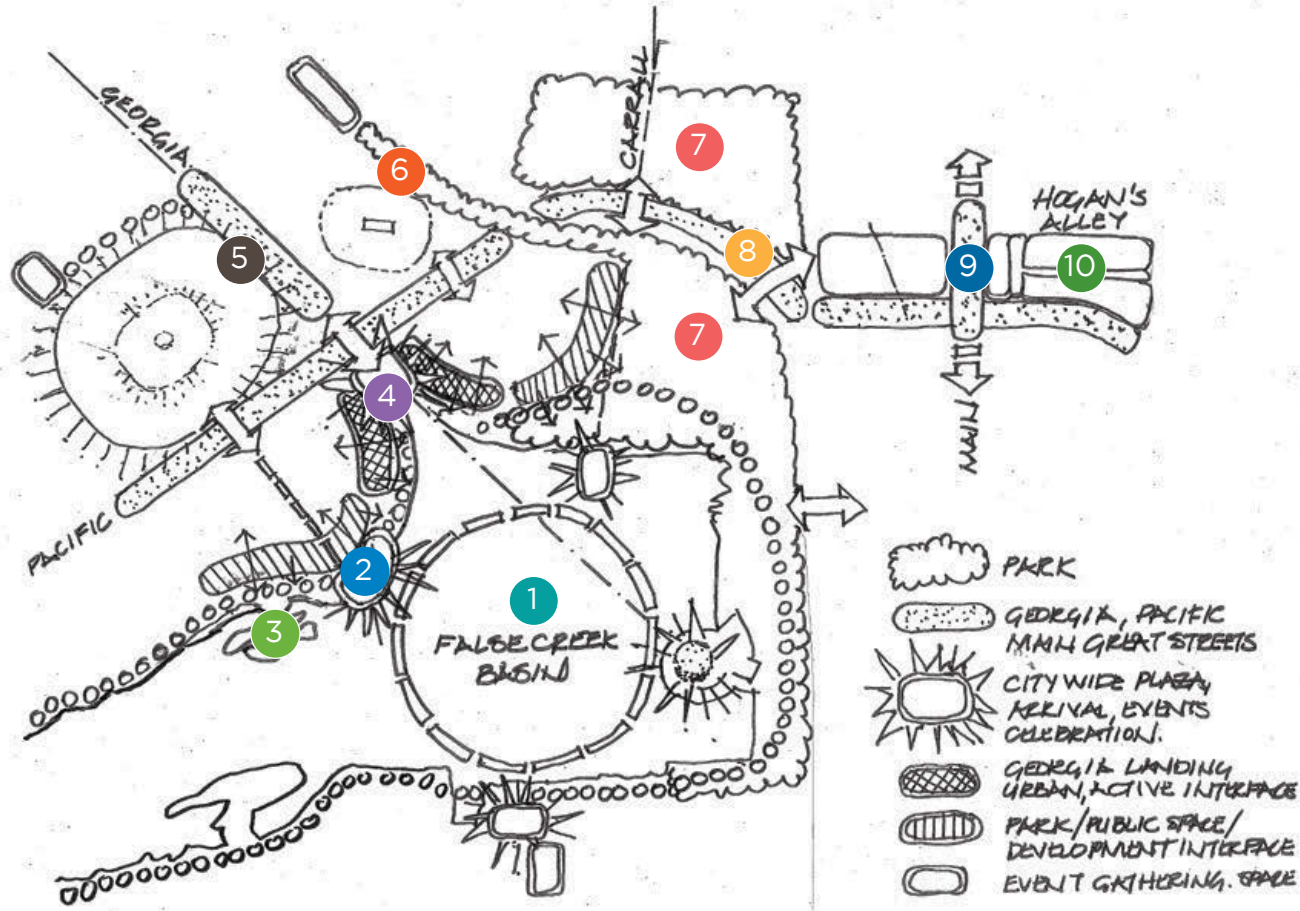 GEORGIA
CARRALL
7
6
HOGAN'S
ALLEY
5
8
9
10
7
4
MAIN
PACIFIC
2
1
FALSE CREEK
BASIN
3
PARK
GEORGIA, PACIFIC
MAIN GREAT STREETS
CITY WIDE PLAZA,
ARRIVAL, EVENTS
CELEBRATION.
GEORGIA LANDING
URBAN, ACTIVE INTERFACE
PARK/PUBLIC SPACE/
DEVELOPMENT INTERFACE
EVENT GATHERING. SPACE